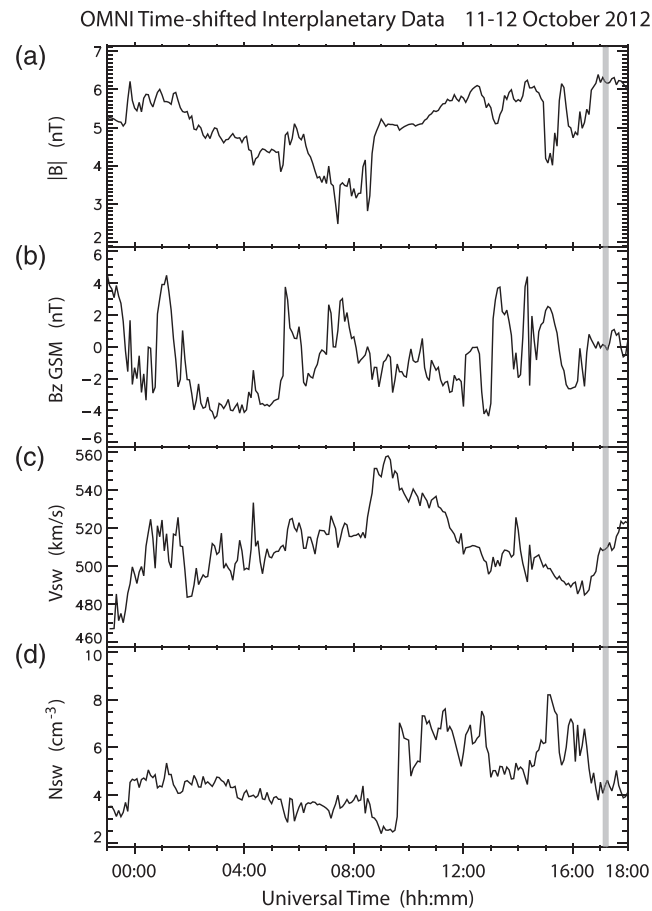 OMNI Time-shifted Interplanetary Data 11-12 October 2012
(a)
|B| (nT)
7
6
5
4
3
2
(b)
Bz GSM (nT)
6
4
2
0
−2
−4
−6
(c)
Vsw (km/s)
560
540
520
500
480
460
(d)
Nsw (cm⁻³)
10
8
6
4
2
00:00 04:00 08:00 12:00 16:00 18:00
Universal Time (hh:mm)